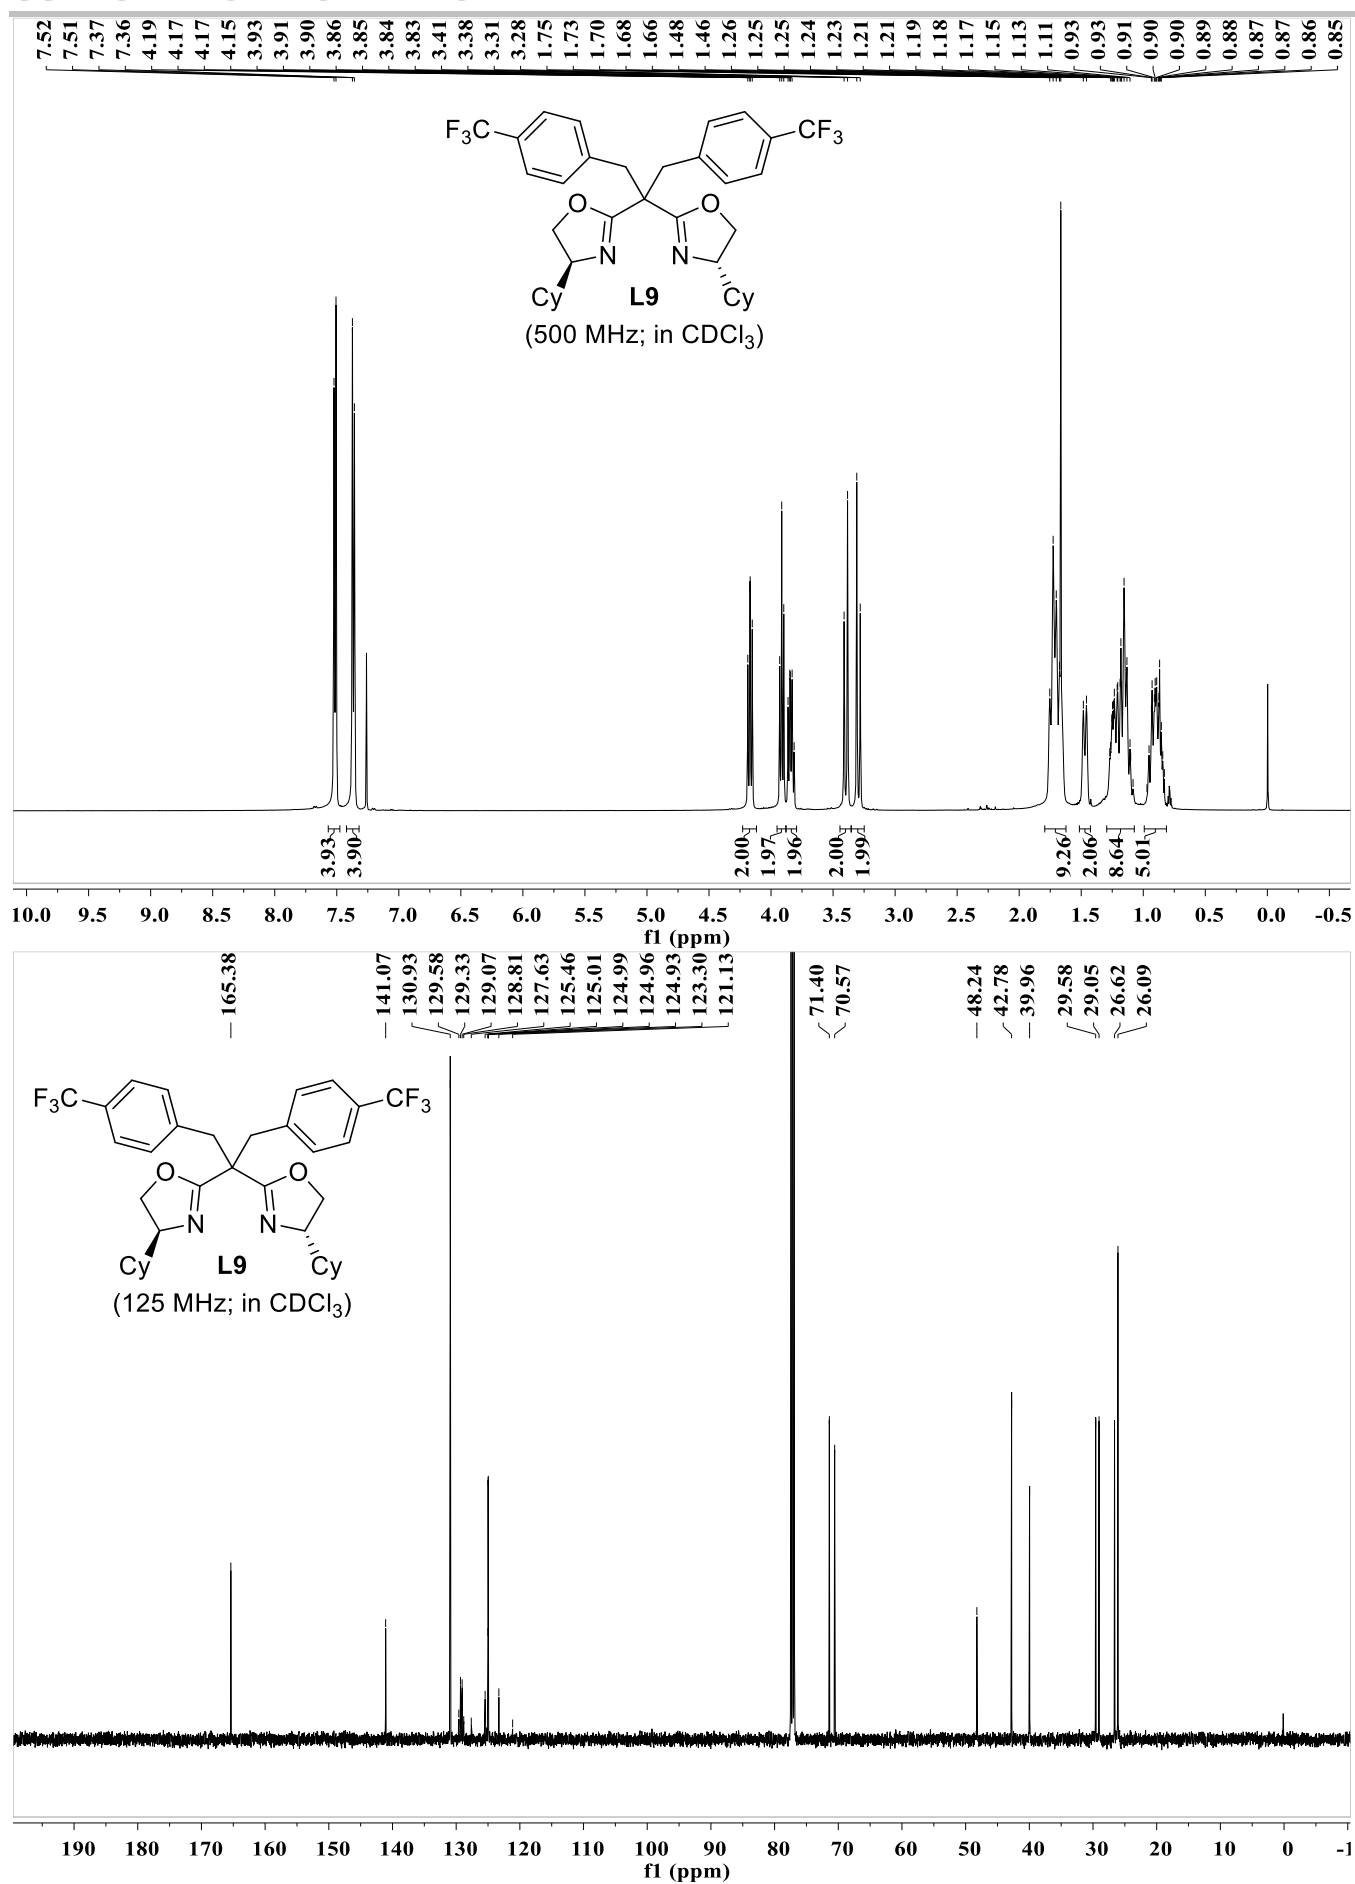 7.52 7.51 7.37 7.36 4.19 4.17 4.17 4.15 3.93 3.91 3.90 3.86 3.85 3.84 3.83 3.41 3.38 3.31 3.28 1.75 1.73 1.70 1.68 1.66 1.48 1.46 1.26 1.25 1.25 1.24 1.23 1.21 1.21 1.19 1.18 1.17 1.15 1.13 1.11 0.93 0.93 0.91 0.90 0.90 0.89 0.88 0.87 0.87 0.86 0.85
F3C CF3
O O
N N
Cy L9 Cy
(500 MHz; in CDCl3)
3.93 3.90 2.00 1.97 1.96 2.00 1.99 9.26 2.06 8.64 5.01
10.0 9.5 9.0 8.5 8.0 7.5 7.0 6.5 6.0 5.5 5.0 4.5 4.0 3.5 3.0 2.5 2.0 1.5 1.0 0.5 0.0 -0.5
f1 (ppm)
165.38 141.07 130.93 129.58 129.33 129.07 128.81 127.63 125.46 125.01 124.99 124.96 124.93 123.30 121.13 71.40 70.57 48.24 42.78 39.96 29.58 29.05 26.62 26.09
F3C CF3
O O
N N
Cy L9 Cy
(125 MHz; in CDCl3)
190 180 170 160 150 140 130 120 110 100 90 80 70 60 50 40 30 20 10 0 -1
f1 (ppm)